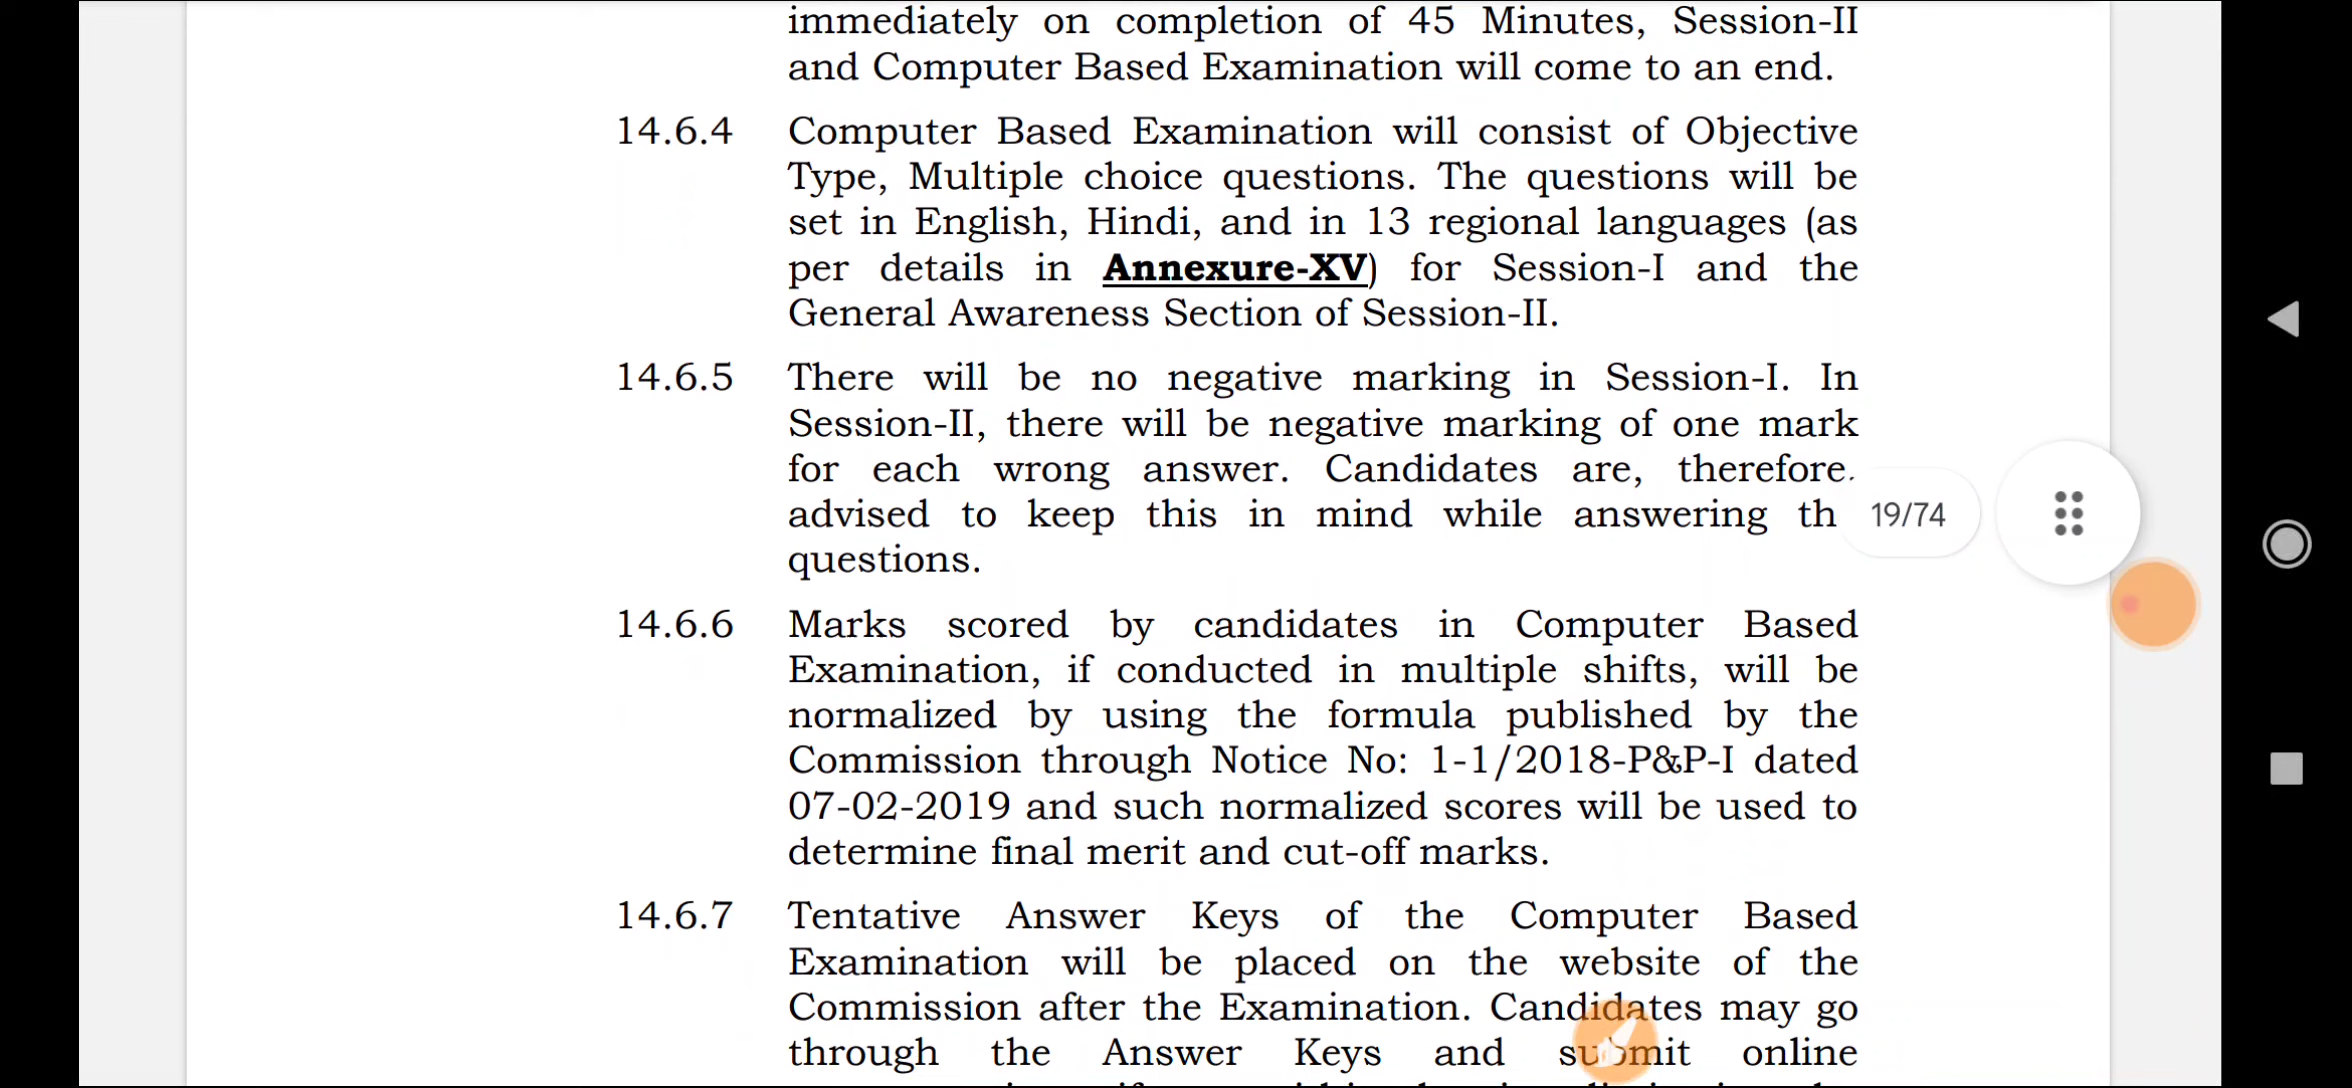 immediately on completion of 45 Minutes, Session-II
and Computer Based Examination will come to an end.
14.6.4 Computer Based Examination will consist of Objective
Type, Multiple choice questions. The questions will be
set in English, Hindi, and in 13 regional languages (as
per details in Annexure-XV) for Session-I and the
General Awareness Section of Session-II.
14.6.5 There will be no negative marking in Session-I. In
Session-II, there will be negative marking of one mark
for each wrong answer. Candidates are, therefore,
advised to keep this in mind while answering th
19/74
questions.
14.6.6 Marks scored by candidates in Computer Based
Examination, if conducted in multiple shifts, will be
normalized by using the formula published by the
Commission through Notice No: 1-1/2018-P&P-I dated
07-02-2019 and such normalized scores will be used to
determine final merit and cut-off marks.
14.6.7 Tentative Answer Keys of the Computer Based
Examination will be placed on the website of the
Commission after the Examination. Candidates may go
through the Answer Keys and submit online